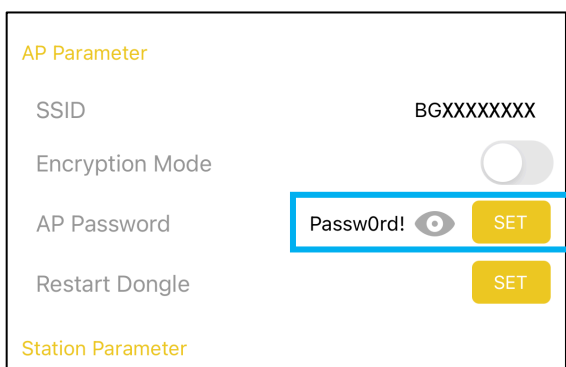 AP Parameter
SSID BGXXXXXXXX
Encryption Mode
AP Password Passw0rd! SET
Restart Dongle SET
Station Parameter